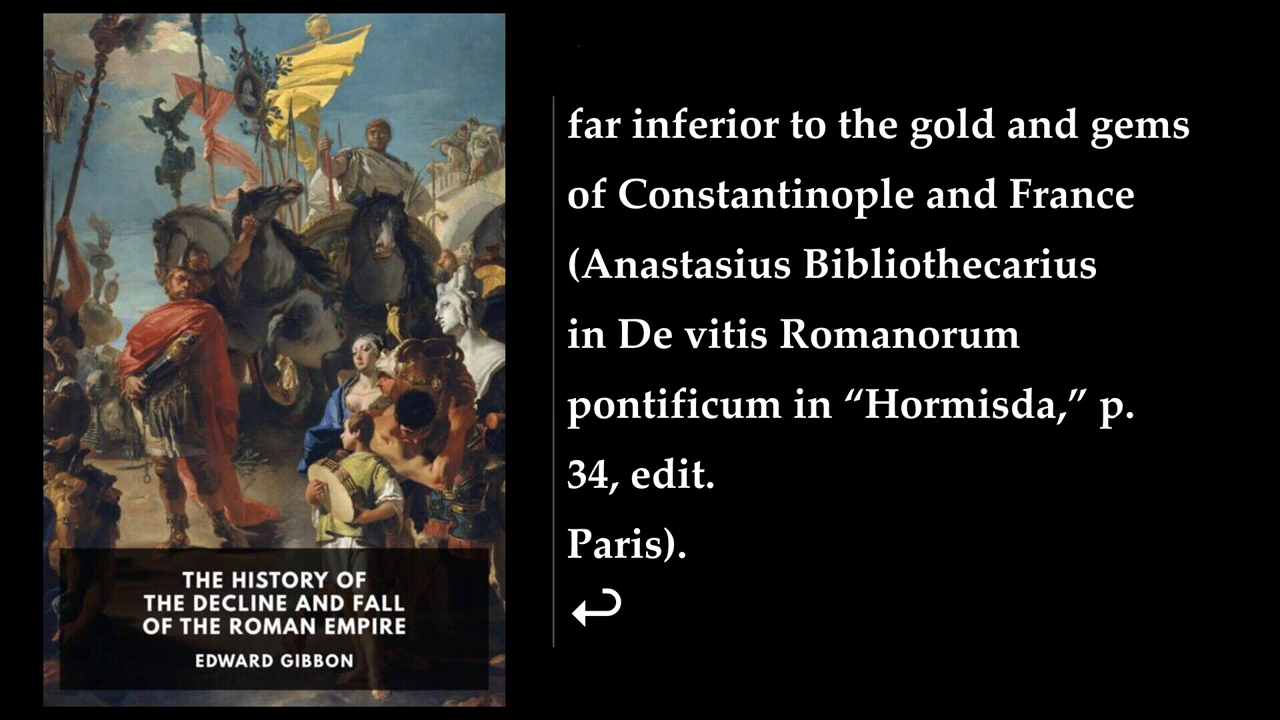 THE HISTORY OF
THE DECLINE AND FALL
OF THE ROMAN EMPIRE
EDWARD GIBBON
far inferior to the gold and gems
of Constantinople and France
(Anastasius Bibliothecarius
in De vitis Romanorum
pontificum in “Hormisda,” p.
34, edit.
Paris).
↩